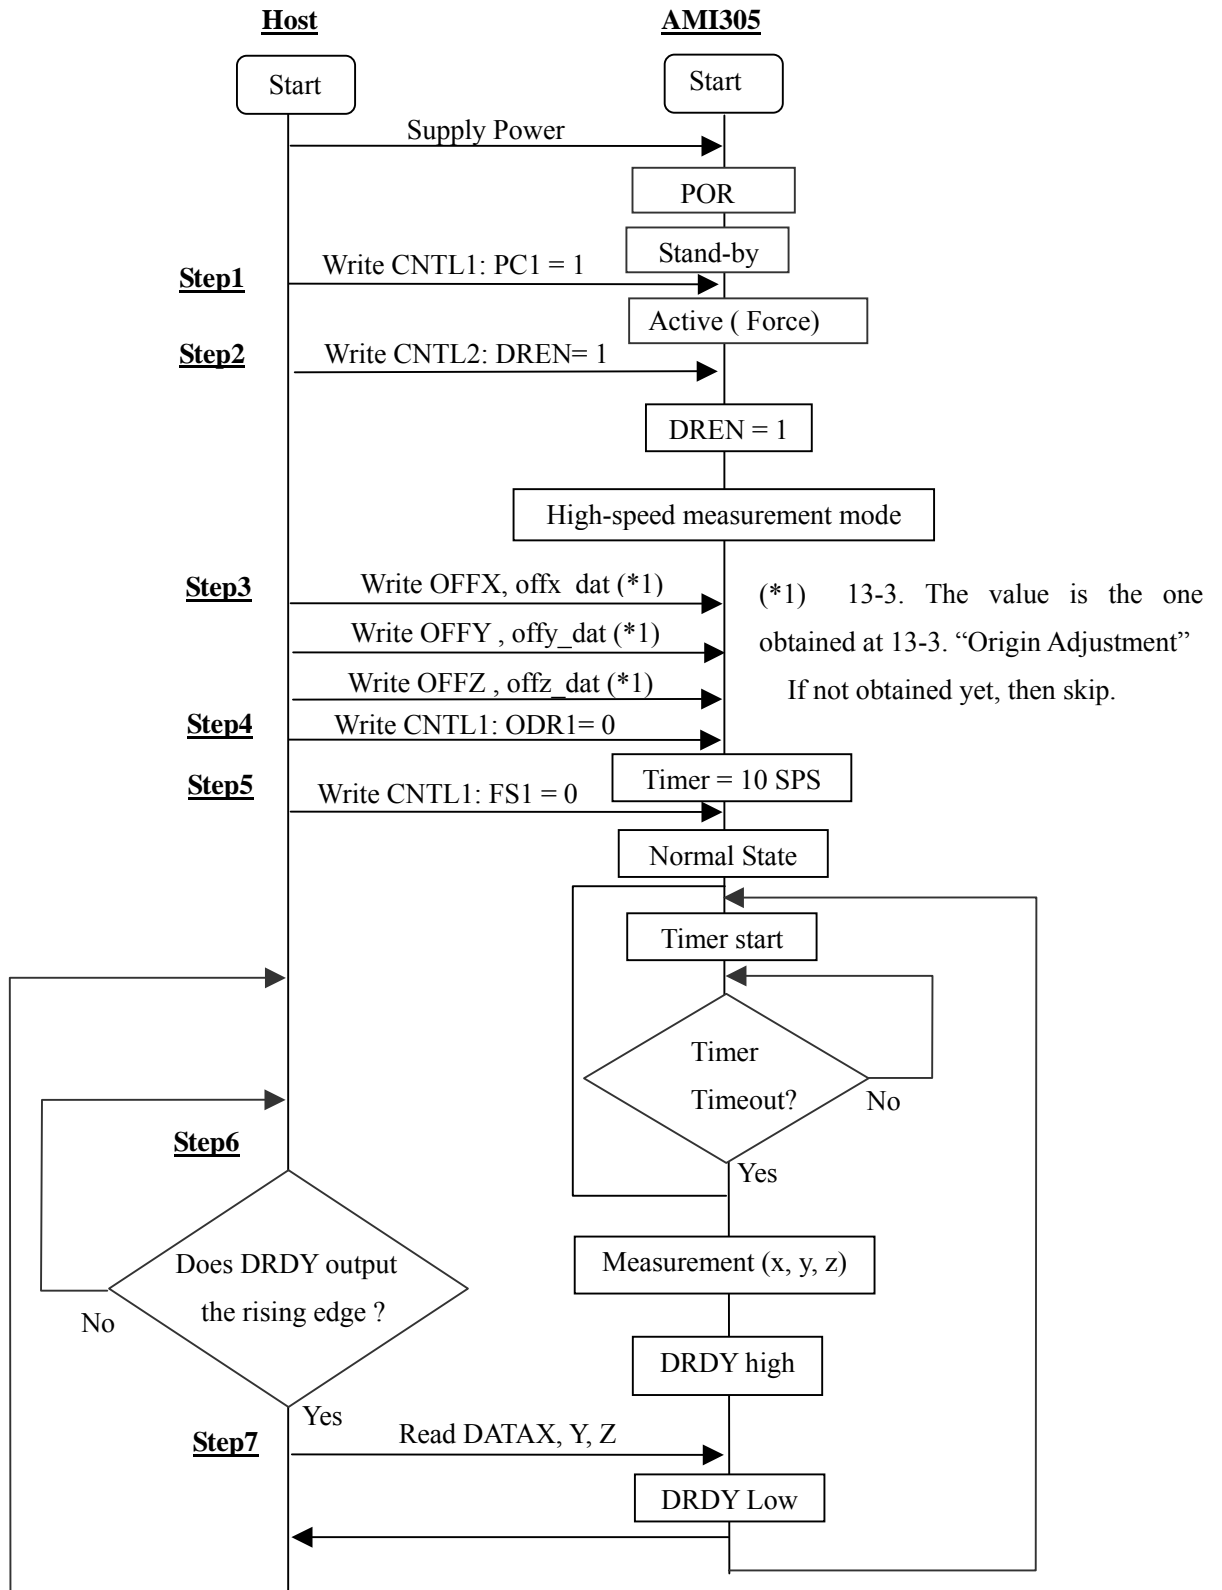 Host
AMI305
Start
Start
Supply Power
POR
Stand-by
Step1
Write CNTL1: PC1 = 1
Active ( Force)
Step2
Write CNTL2: DREN= 1
DREN = 1
High-speed measurement mode
Step3
Write OFFX, offx_dat (*1)
Write OFFY , offy_dat (*1)
Write OFFZ , offz_dat (*1)
(*1) 13-3. The value is the one
obtained at 13-3. “Origin Adjustment”
If not obtained yet, then skip.
Step4
Write CNTL1: ODR1= 0
Timer = 10 SPS
Step5
Write CNTL1: FS1 = 0
Normal State
Timer start
Timer
Timeout?
No
Yes
Step6
Does DRDY output
the rising edge ?
No
Yes
Measurement (x, y, z)
DRDY high
Step7
Read DATAX, Y, Z
DRDY Low